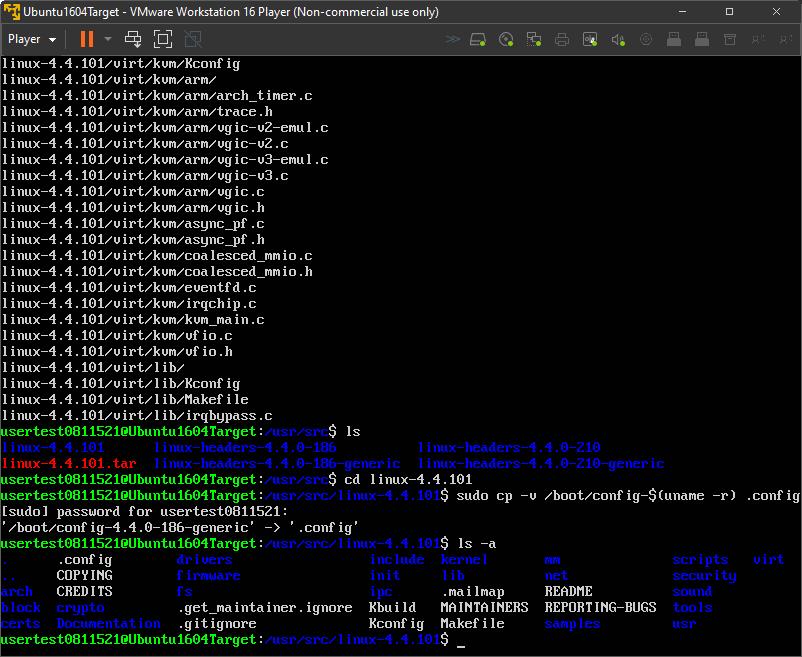 Ubuntu1604Target - VMware Workstation 16 Player (Non-commercial use only)
Player
linux-4.4.101/virt/kvm/Kconfig
linux-4.4.101/virt/kvm/arm/
linux-4.4.101/virt/kvm/arm/arch_timer.c
linux-4.4.101/virt/kvm/arm/trace.h
linux-4.4.101/virt/kvm/arm/vgic-v2-emul.c
linux-4.4.101/virt/kvm/arm/vgic-v2.c
linux-4.4.101/virt/kvm/arm/vgic-v3-emul.c
linux-4.4.101/virt/kvm/arm/vgic-v3.c
linux-4.4.101/virt/kvm/arm/vgic.c
linux-4.4.101/virt/kvm/arm/vgic.h
linux-4.4.101/virt/kvm/async_pf.c
linux-4.4.101/virt/kvm/async_pf.h
linux-4.4.101/virt/kvm/coalesced_mmio.c
linux-4.4.101/virt/kvm/coalesced_mmio.h
linux-4.4.101/virt/kvm/eventfd.c
linux-4.4.101/virt/kvm/irqchip.c
linux-4.4.101/virt/kvm/kvm_main.c
linux-4.4.101/virt/kvm/vfio.c
linux-4.4.101/virt/kvm/vfio.h
linux-4.4.101/virt/lib/
linux-4.4.101/virt/lib/Kconfig
linux-4.4.101/virt/lib/Makefile
linux-4.4.101/virt/lib/irqbypass.c
usertest0811521@Ubuntu1604Target:/usr/src$ ls
linux-4.4.101 linux-headers-4.4.0-186 linux-headers-4.4.0-210
linux-4.4.101.tar linux-headers-4.4.0-186-generic linux-headers-4.4.0-210-generic
usertest0811521@Ubuntu1604Target:/usr/src$ cd linux-4.4.101
usertest0811521@Ubuntu1604Target:/usr/src/linux-4.4.101$ sudo cp -v /boot/config-$(uname -r) .config
[sudo] password for usertest0811521:
'/boot/config-4.4.0-186-generic' -> '.config'
usertest0811521@Ubuntu1604Target:/usr/src/linux-4.4.101$ ls -a
. .config drivers include kernel mm scripts virt
.. COPYING firmware init lib net security
arch CREDITS fs ipc .mailmap README sound
block crypto .get_maintainer.ignore Kbuild MAINTAINERS REPORTING-BUGS tools
certs Documentation .gitignore Kconfig Makefile samples usr
usertest0811521@Ubuntu1604Target:/usr/src/linux-4.4.101$ _